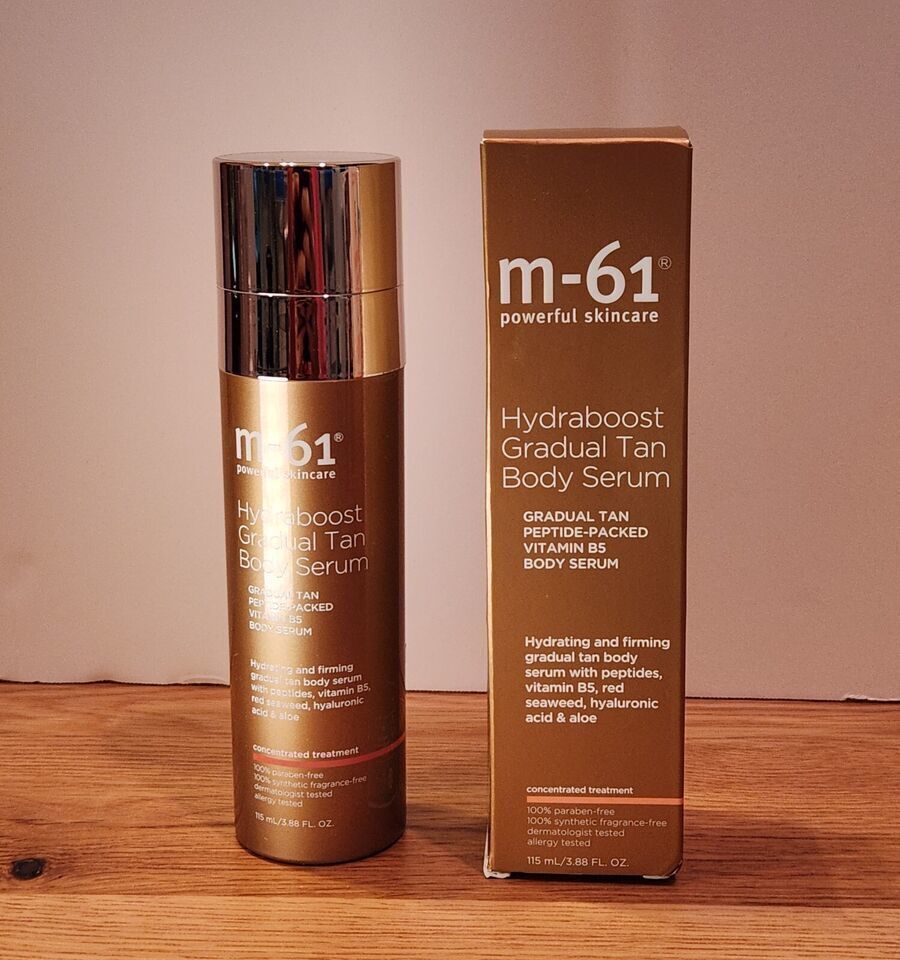 m-61®
powerful skincare
Hydraboost
Gradual Tan
Body Serum
GRADUAL TAN
PEPTIDE-PACKED
VITAMIN B5
BODY SERUM
Hydrating and firming
gradual tan body serum
with peptides, vitamin B5,
red seaweed, hyaluronic
acid & aloe
concentrated treatment
100% paraben-free
100% synthetic fragrance-free
dermatologist tested
allergy tested
115 mL/3.88 FL. OZ.
m-61®
powerful skincare
Hydraboost
Gradual Tan
Body Serum
GRADUAL TAN
PEPTIDE-PACKED
VITAMIN B5
BODY SERUM
Hydrating and firming
gradual tan body
serum with peptides,
vitamin B5, red
seaweed, hyaluronic
acid & aloe
concentrated treatment
100% paraben-free
100% synthetic fragrance-free
dermatologist tested
allergy tested
115 mL/3.88 FL. OZ.